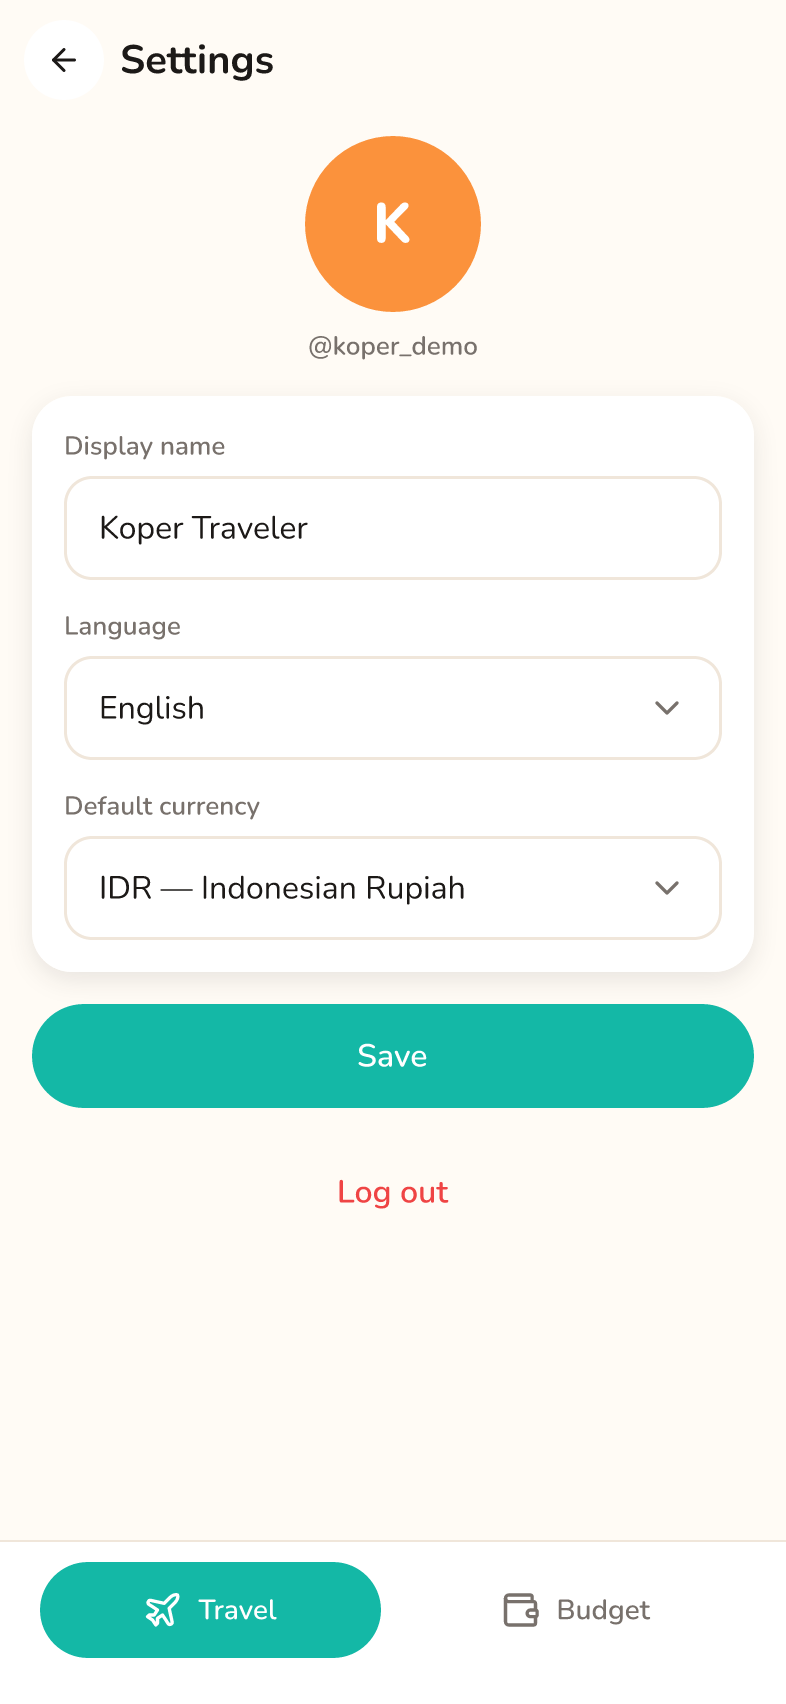 Settings
K
@koper_demo
Display name
Koper Traveler
Language
English
Default currency
IDR — Indonesian Rupiah
Save
Log out
Travel
Budget